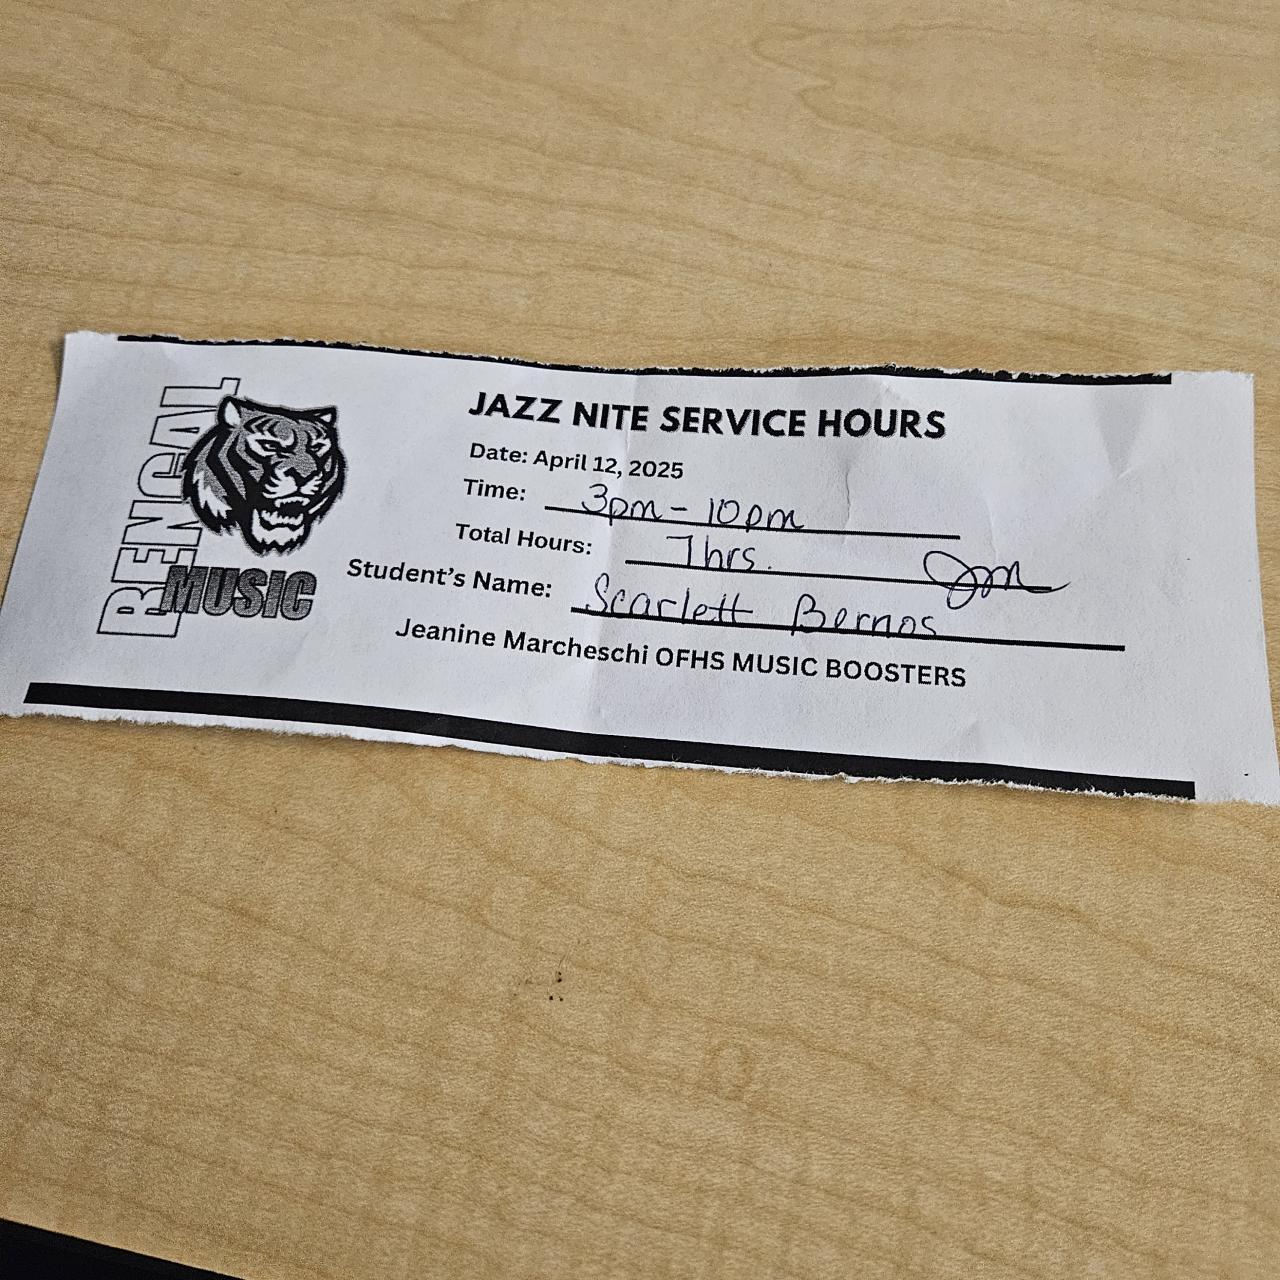 BENGAL
MUSIC
JAZZ NITE SERVICE HOURS
Date: April 12, 2025
Time: 3pm - 10pm
Total Hours: 7hrs. Jm
Student's Name: Scarlett Bernos
Jeanine Marcheschi OFHS MUSIC BOOSTERS